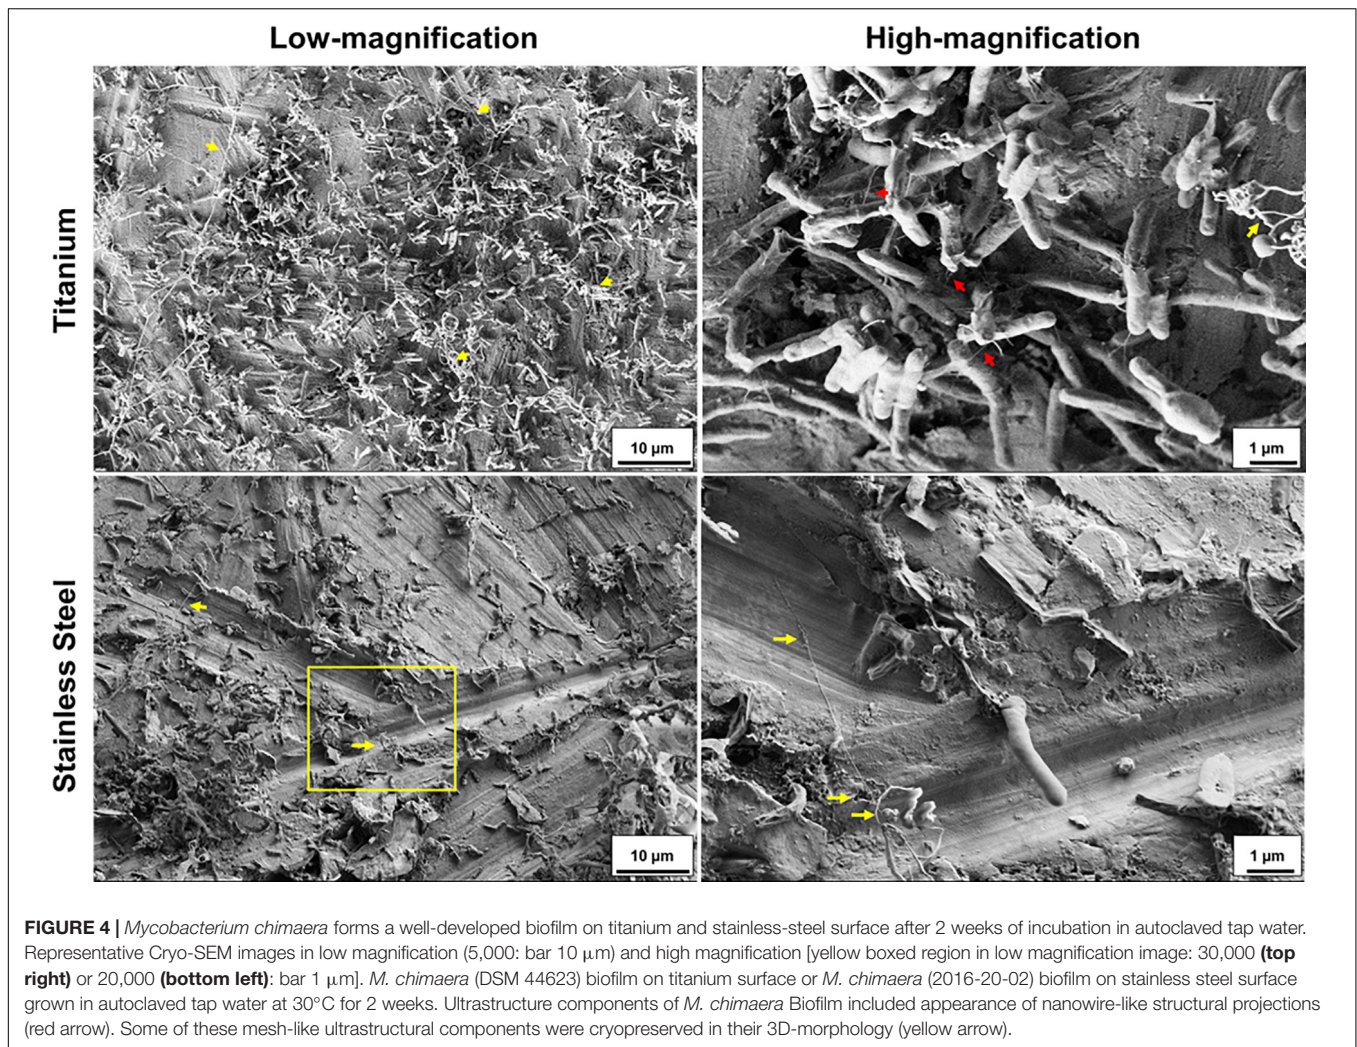 Low-magnification
High-magnification
Titanium
10 µm
1 µm
Stainless Steel
10 µm
1 µm
FIGURE 4 | Mycobacterium chimaera forms a well-developed biofilm on titanium and stainless-steel surface after 2 weeks of incubation in autoclaved tap water.
Representative Cryo-SEM images in low magnification (5,000: bar 10 µm) and high magnification [yellow boxed region in low magnification image: 30,000 (top
right) or 20,000 (bottom left): bar 1 µm]. M. chimaera (DSM 44623) biofilm on titanium surface or M. chimaera (2016-20-02) biofilm on stainless steel surface
grown in autoclaved tap water at 30°C for 2 weeks. Ultrastructure components of M. chimaera Biofilm included appearance of nanowire-like structural projections
(red arrow). Some of these mesh-like ultrastructural components were cryopreserved in their 3D-morphology (yellow arrow).